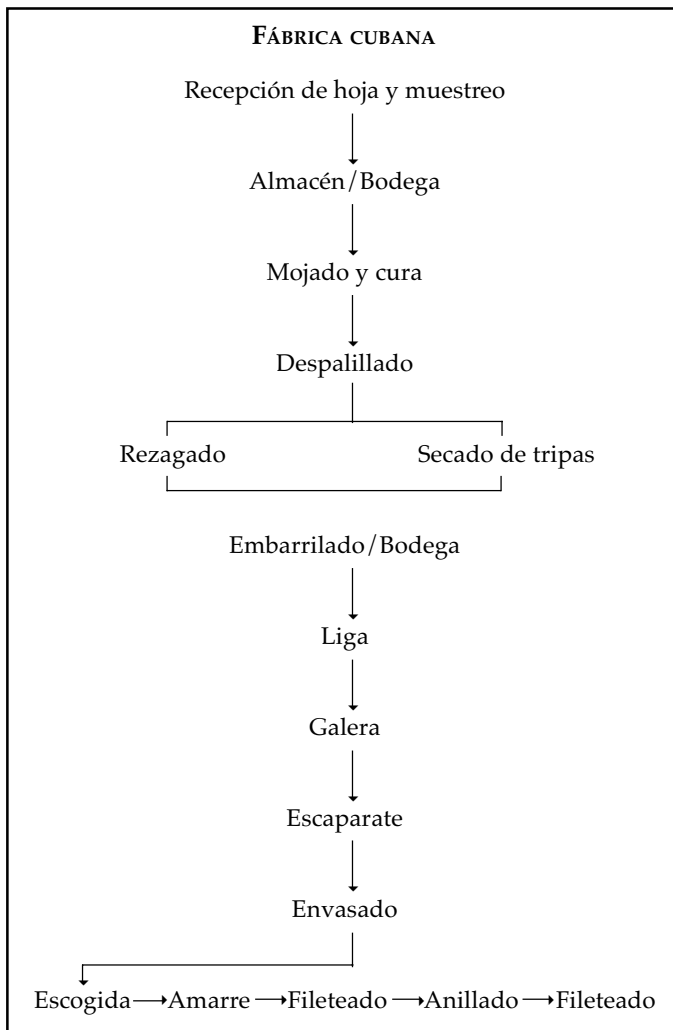 FÁBRICA CUBANA
Recepción de hoja y muestreo
Almacén/Bodega
Mojado y cura
Despalillado
Rezagado Secado de tripas
Embarrilado/Bodega
Liga
Galera
Escaparate
Envasado
Escogida Amarre Fileteado Anillado Fileteado